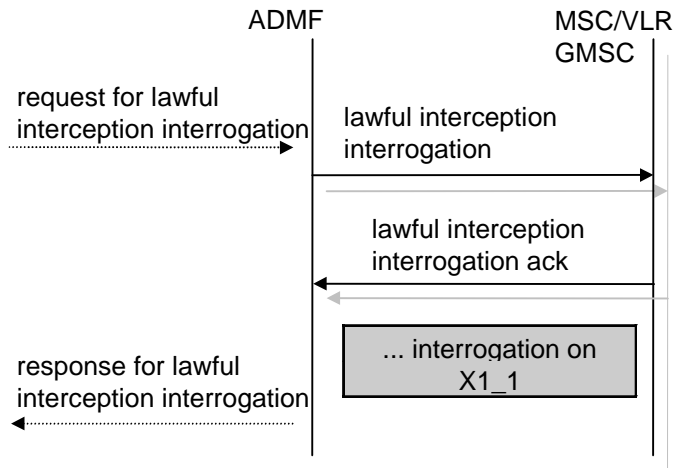 ADMF
MSC/VLR
GMSC
request for lawful
interception interrogation
lawful interception
interrogation
lawful interception
interrogation ack
... interrogation on
X1_1
response for lawful
interception interrogation